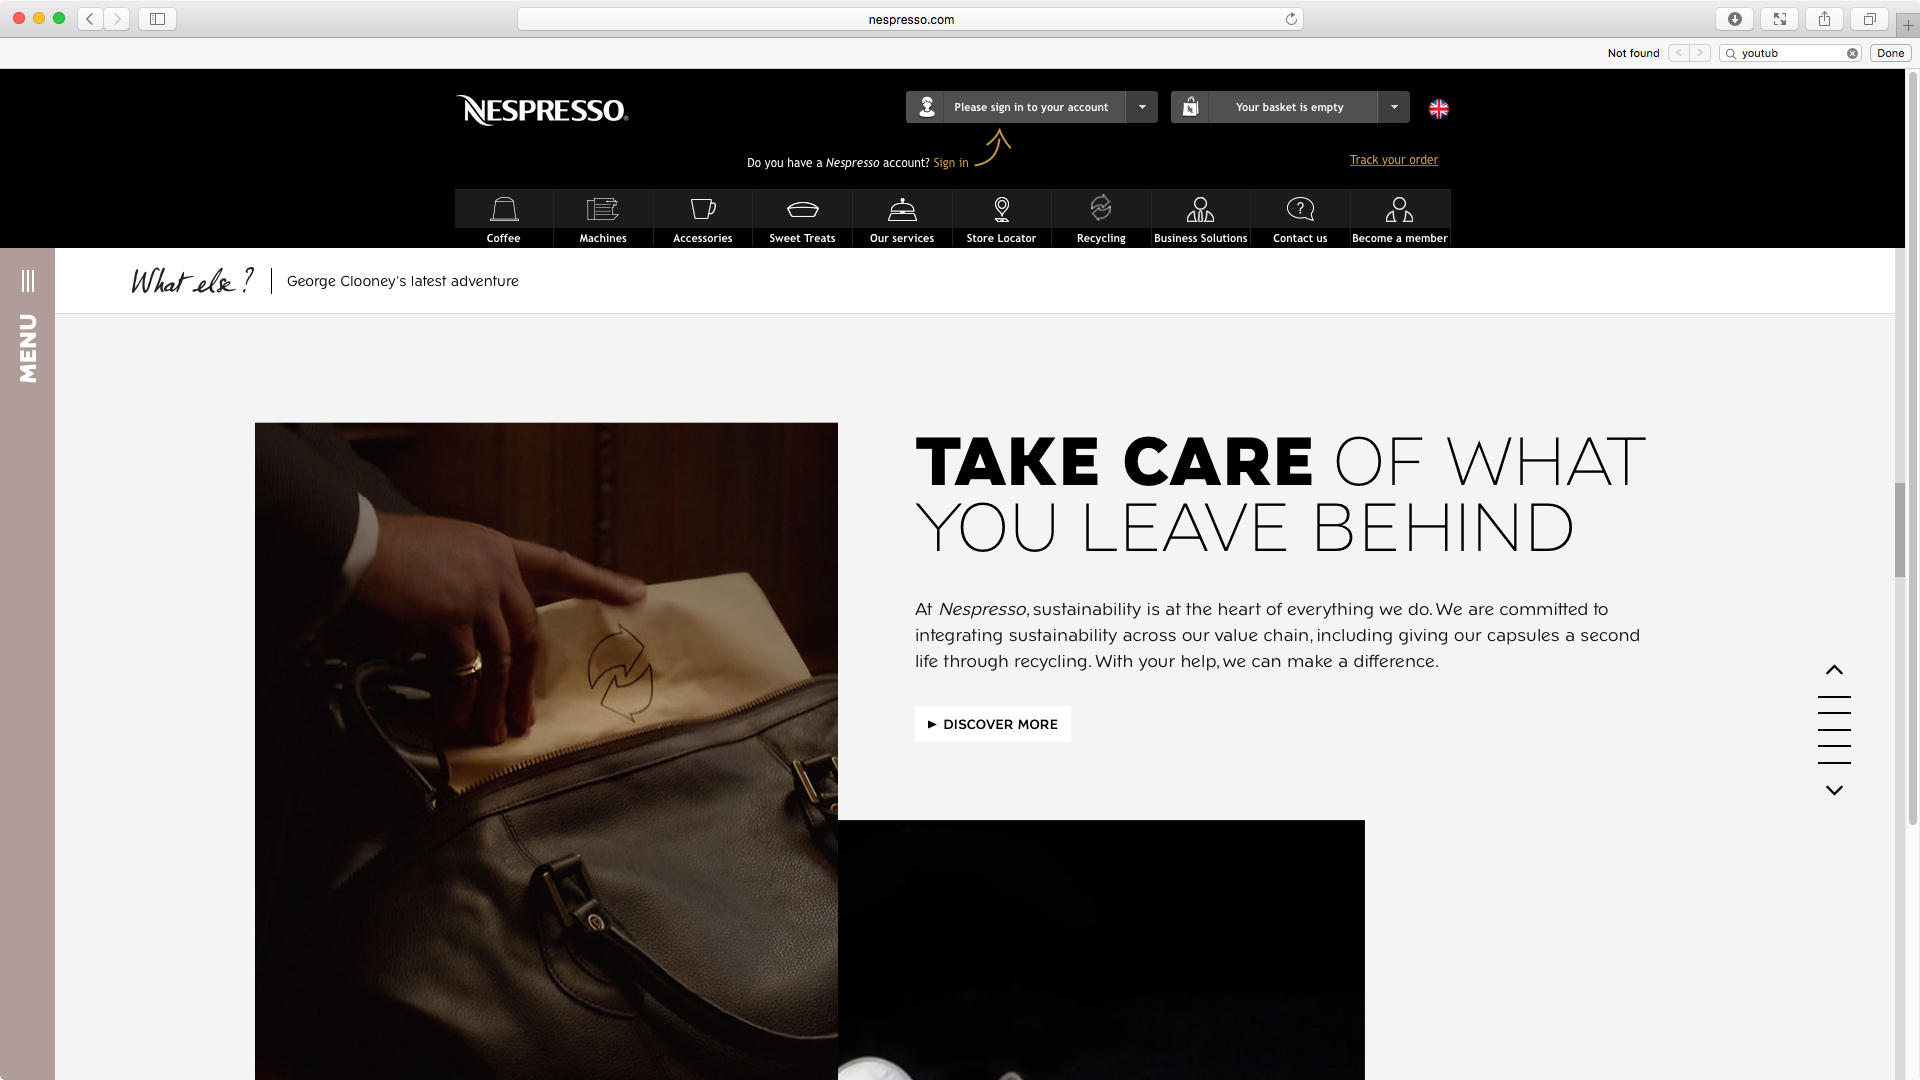 nespresso.com
Not found
youtub
Done
NESPRESSO
Please sign in to your account
Your basket is empty
Do you have a Nespresso account? Sign in
Track your order
Coffee
Machines
Accessories
Sweet Treats
Our services
Store Locator
Recycling
Business Solutions
Contact us
Become a member
MENU
What else?
George Clooney's latest adventure
TAKE CARE OF WHAT
YOU LEAVE BEHIND
At Nespresso, sustainability is at the heart of everything we do. We are committed to
integrating sustainability across our value chain, including giving our capsules a second
life through recycling. With your help, we can make a difference.
DISCOVER MORE